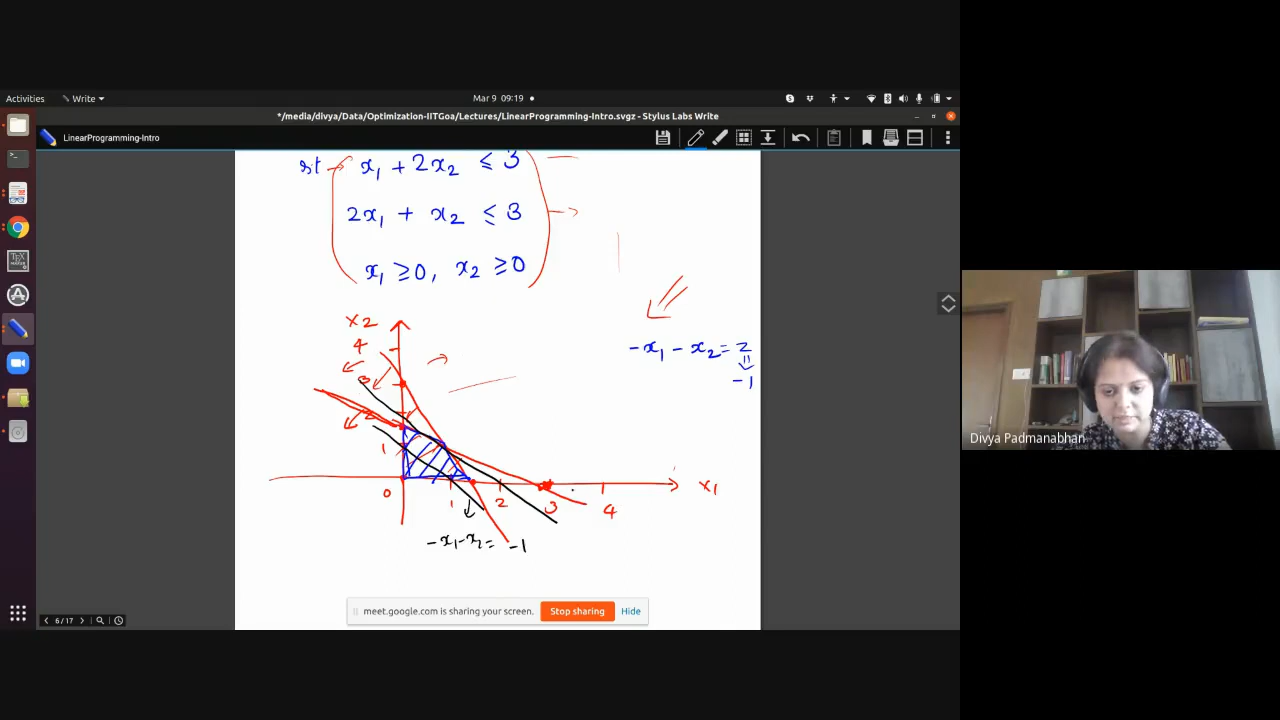 Activities
Write
Mar 9 09:19
*/media/divya/Data/Optimization-IITGoa/Lectures/LinearProgramming-Intro.svgz - Stylus Labs Write
LinearProgramming-Intro
st x₁ + 2x₂ ≤ 3
2x₁ + x₂ ≤ 3
x₁ ≥ 0, x₂ ≥ 0
-x₁ - x₂ = z
-1
x2
4
3
2
1
0
1
2
3
4
x₁
-x₁-x₂ = -1
Divya Padmanabhan
meet.google.com is sharing your screen.
Stop sharing
Hide
6/17